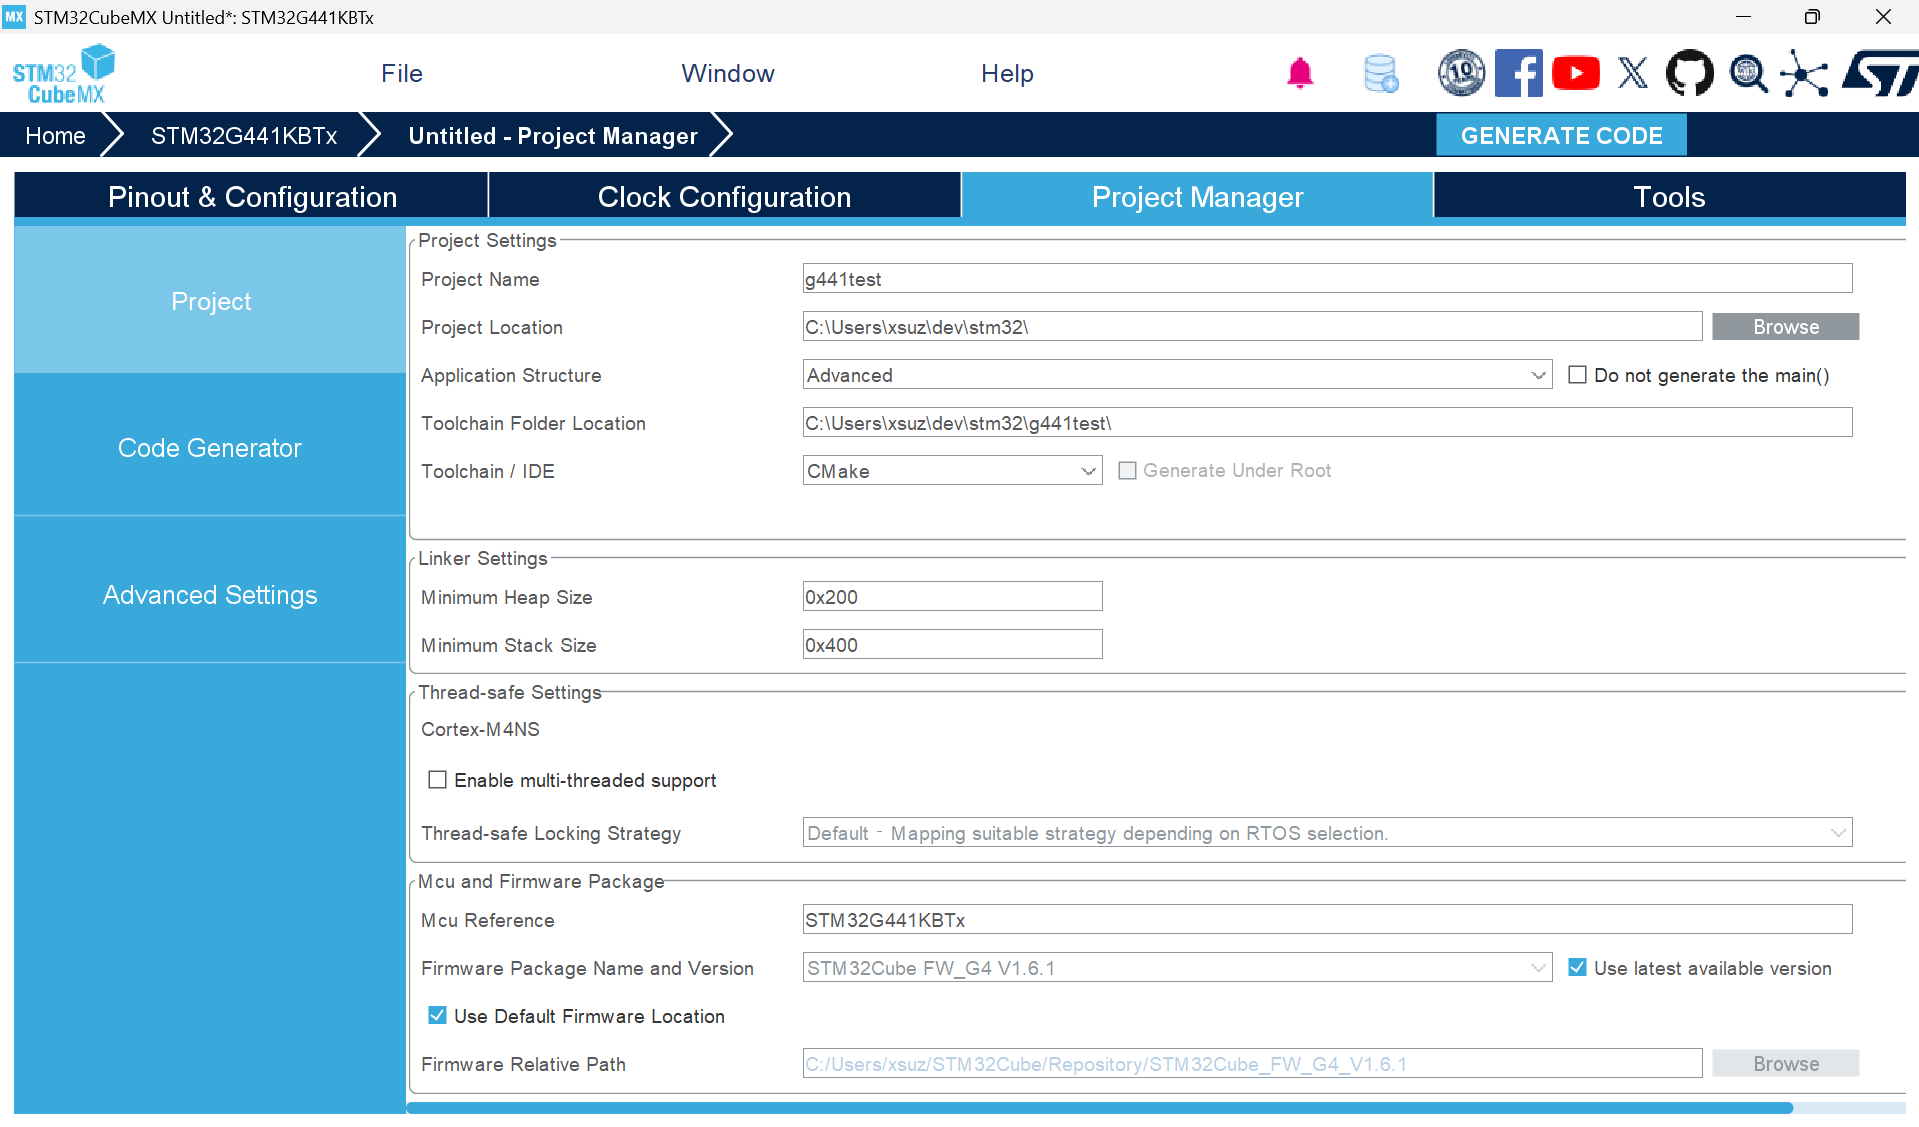 MX STM32CubeMX Untitled*: STM32G441KBTx
STM32
CubeMX
File
Window
Help
10
Home
STM32G441KBTx
Untitled - Project Manager
GENERATE CODE
Pinout & Configuration
Clock Configuration
Project Manager
Tools
Project
Code Generator
Advanced Settings
Project Settings
Project Name
g441test
Project Location
C:\Users\xsuz\dev\stm32\
Browse
Application Structure
Advanced
Do not generate the main()
Toolchain Folder Location
C:\Users\xsuz\dev\stm32\g441test\
Toolchain / IDE
CMake
Generate Under Root
Linker Settings
Minimum Heap Size
0x200
Minimum Stack Size
0x400
Thread-safe Settings
Cortex-M4NS
Enable multi-threaded support
Thread-safe Locking Strategy
Default - Mapping suitable strategy depending on RTOS selection.
Mcu and Firmware Package
Mcu Reference
STM32G441KBTx
Firmware Package Name and Version
STM32Cube FW_G4 V1.6.1
Use latest available version
Use Default Firmware Location
Firmware Relative Path
C:/Users/xsuz/STM32Cube/Repository/STM32Cube_FW_G4_V1.6.1
Browse